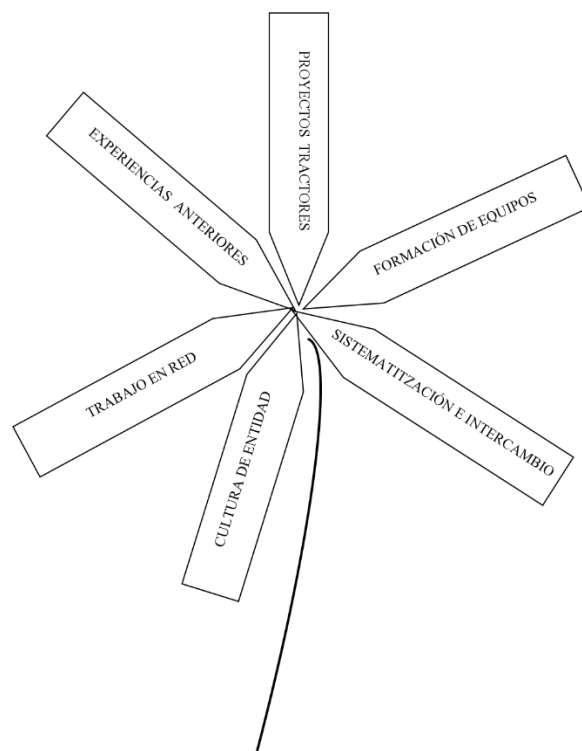 PROYECTOS TRACTORES
EXPERIENCIAS ANTERIORES
FORMACIÓN DE EQUIPOS
SISTEMATITZACIÓN E INTERCAMBIO
TRABAJO EN RED
CULTURA DE ENTIDAD